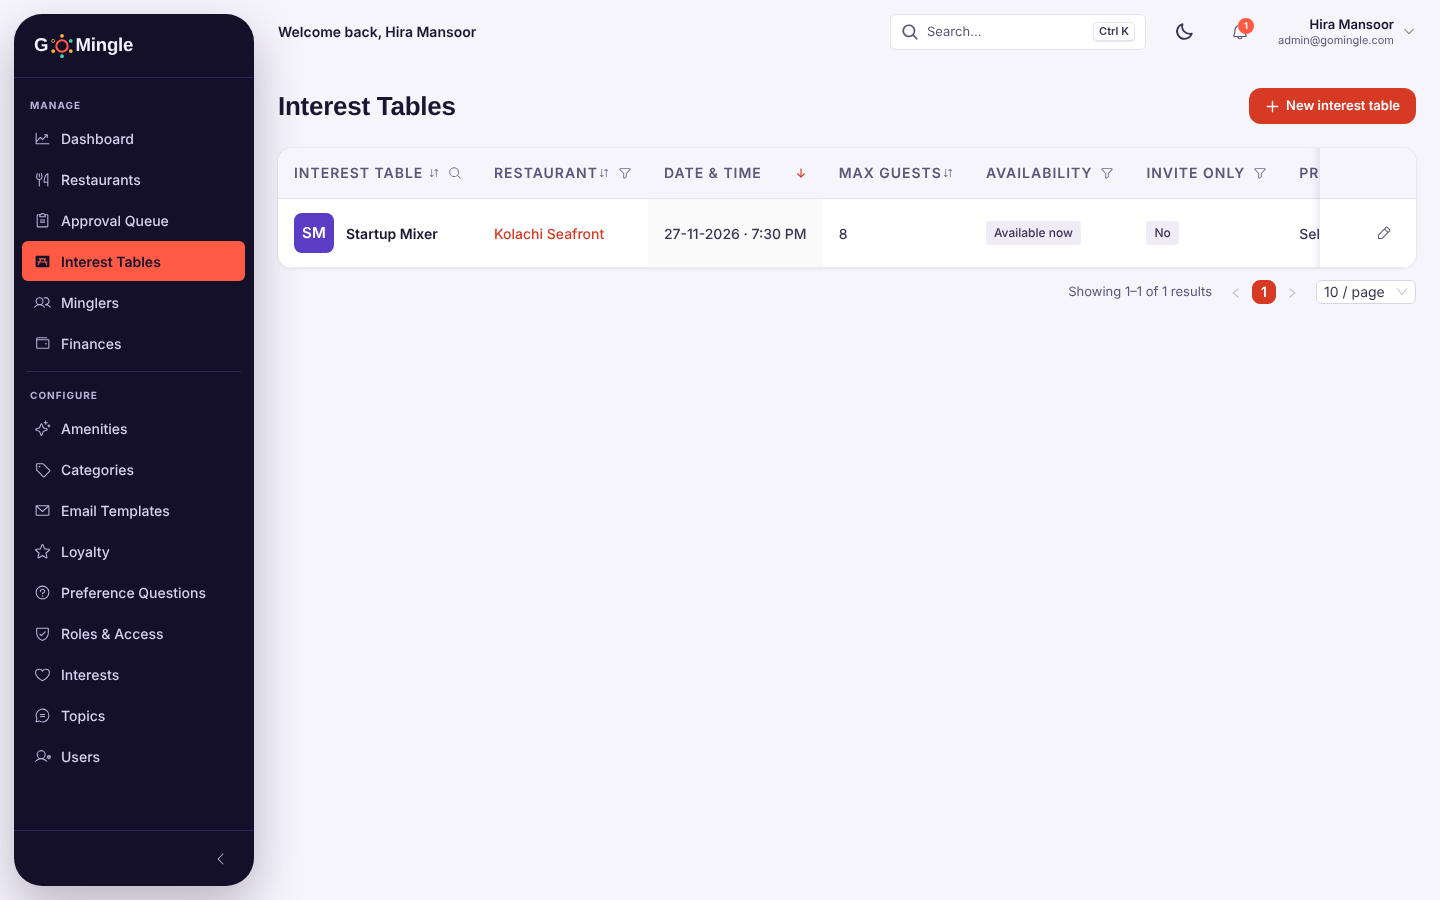 GoMingle
Welcome back, Hira Mansoor
Search...
Ctrl K
1
Hira Mansoor
admin@gomingle.com
MANAGE
Dashboard
Restaurants
Approval Queue
Interest Tables
Minglers
Finances
CONFIGURE
Amenities
Categories
Email Templates
Loyalty
Preference Questions
Roles & Access
Interests
Topics
Users
Interest Tables
New interest table
INTEREST TABLE RESTAURANT DATE & TIME MAX GUESTS AVAILABILITY INVITE ONLY PR
SM Startup Mixer Kolachi Seafront 27-11-2026 · 7:30 PM 8 Available now No Sel
Showing 1–1 of 1 results 1 10 / page